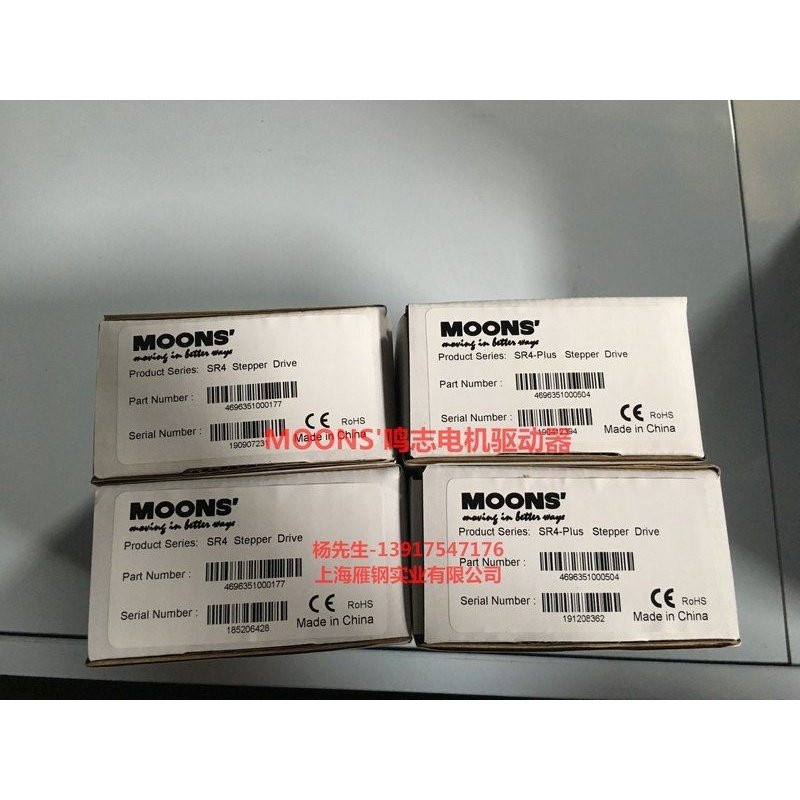 MOONS'
moving in better ways
Product Series: SR4 Stepper Drive
Part Number :
4696351000177
Serial Number :
19090723
CE RoHS
Made in China
MOONS'
moving in better ways
Product Series: SR4-Plus Stepper Drive
Part Number :
4696351000504
Serial Number :
CE RoHS
Made in China
MOONS'鸣志电机驱动器
MOONS'
moving in better ways
Product Series: SR4 Stepper Drive
Part Number :
4696351000177
Serial Number :
185206428
CE RoHS
Made in China
MOONS'
moving in better ways
Product Series: SR4-Plus Stepper Drive
Part Number :
4696351000504
Serial Number :
191208362
CE RoHS
Made in China
杨先生-13917547176
上海雁钢实业有限公司